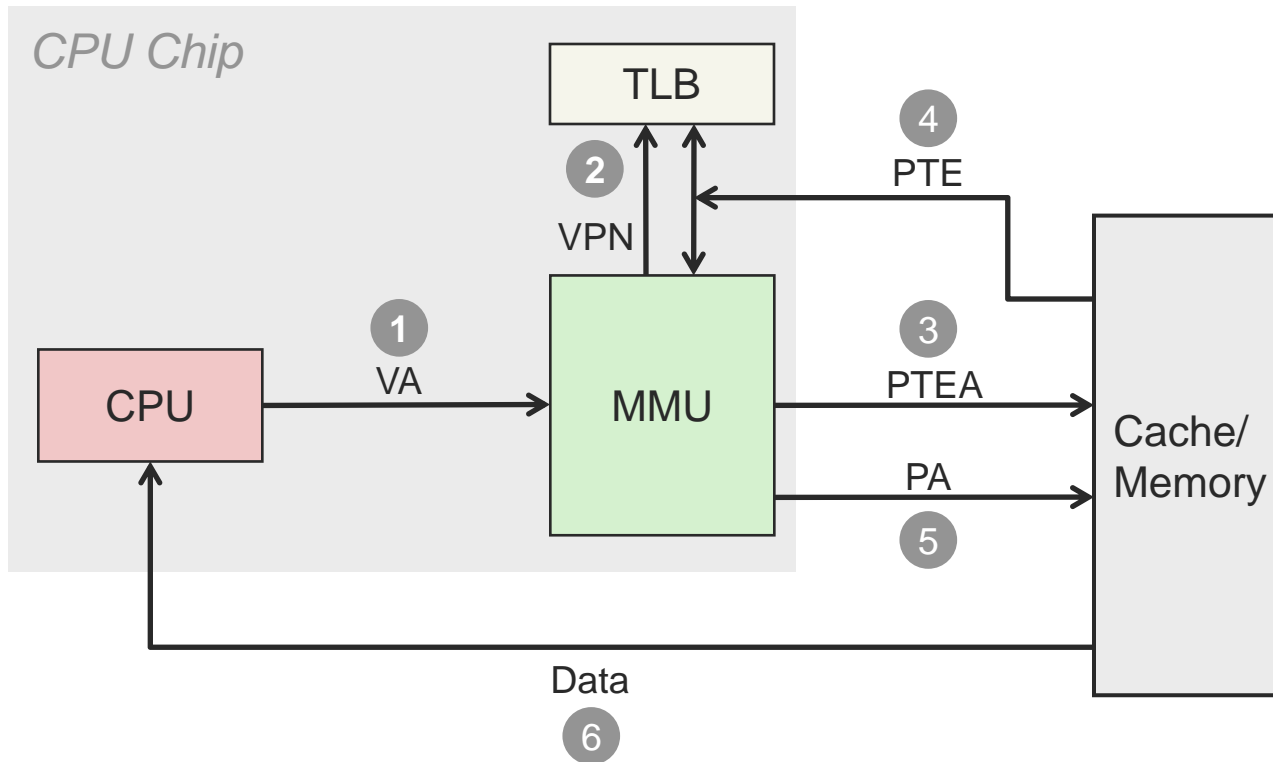 CPU Chip
TLB
4
PTE
2
VPN
1
VA
3
PTEA
CPU
MMU
Cache/
Memory
PA
5
Data
6